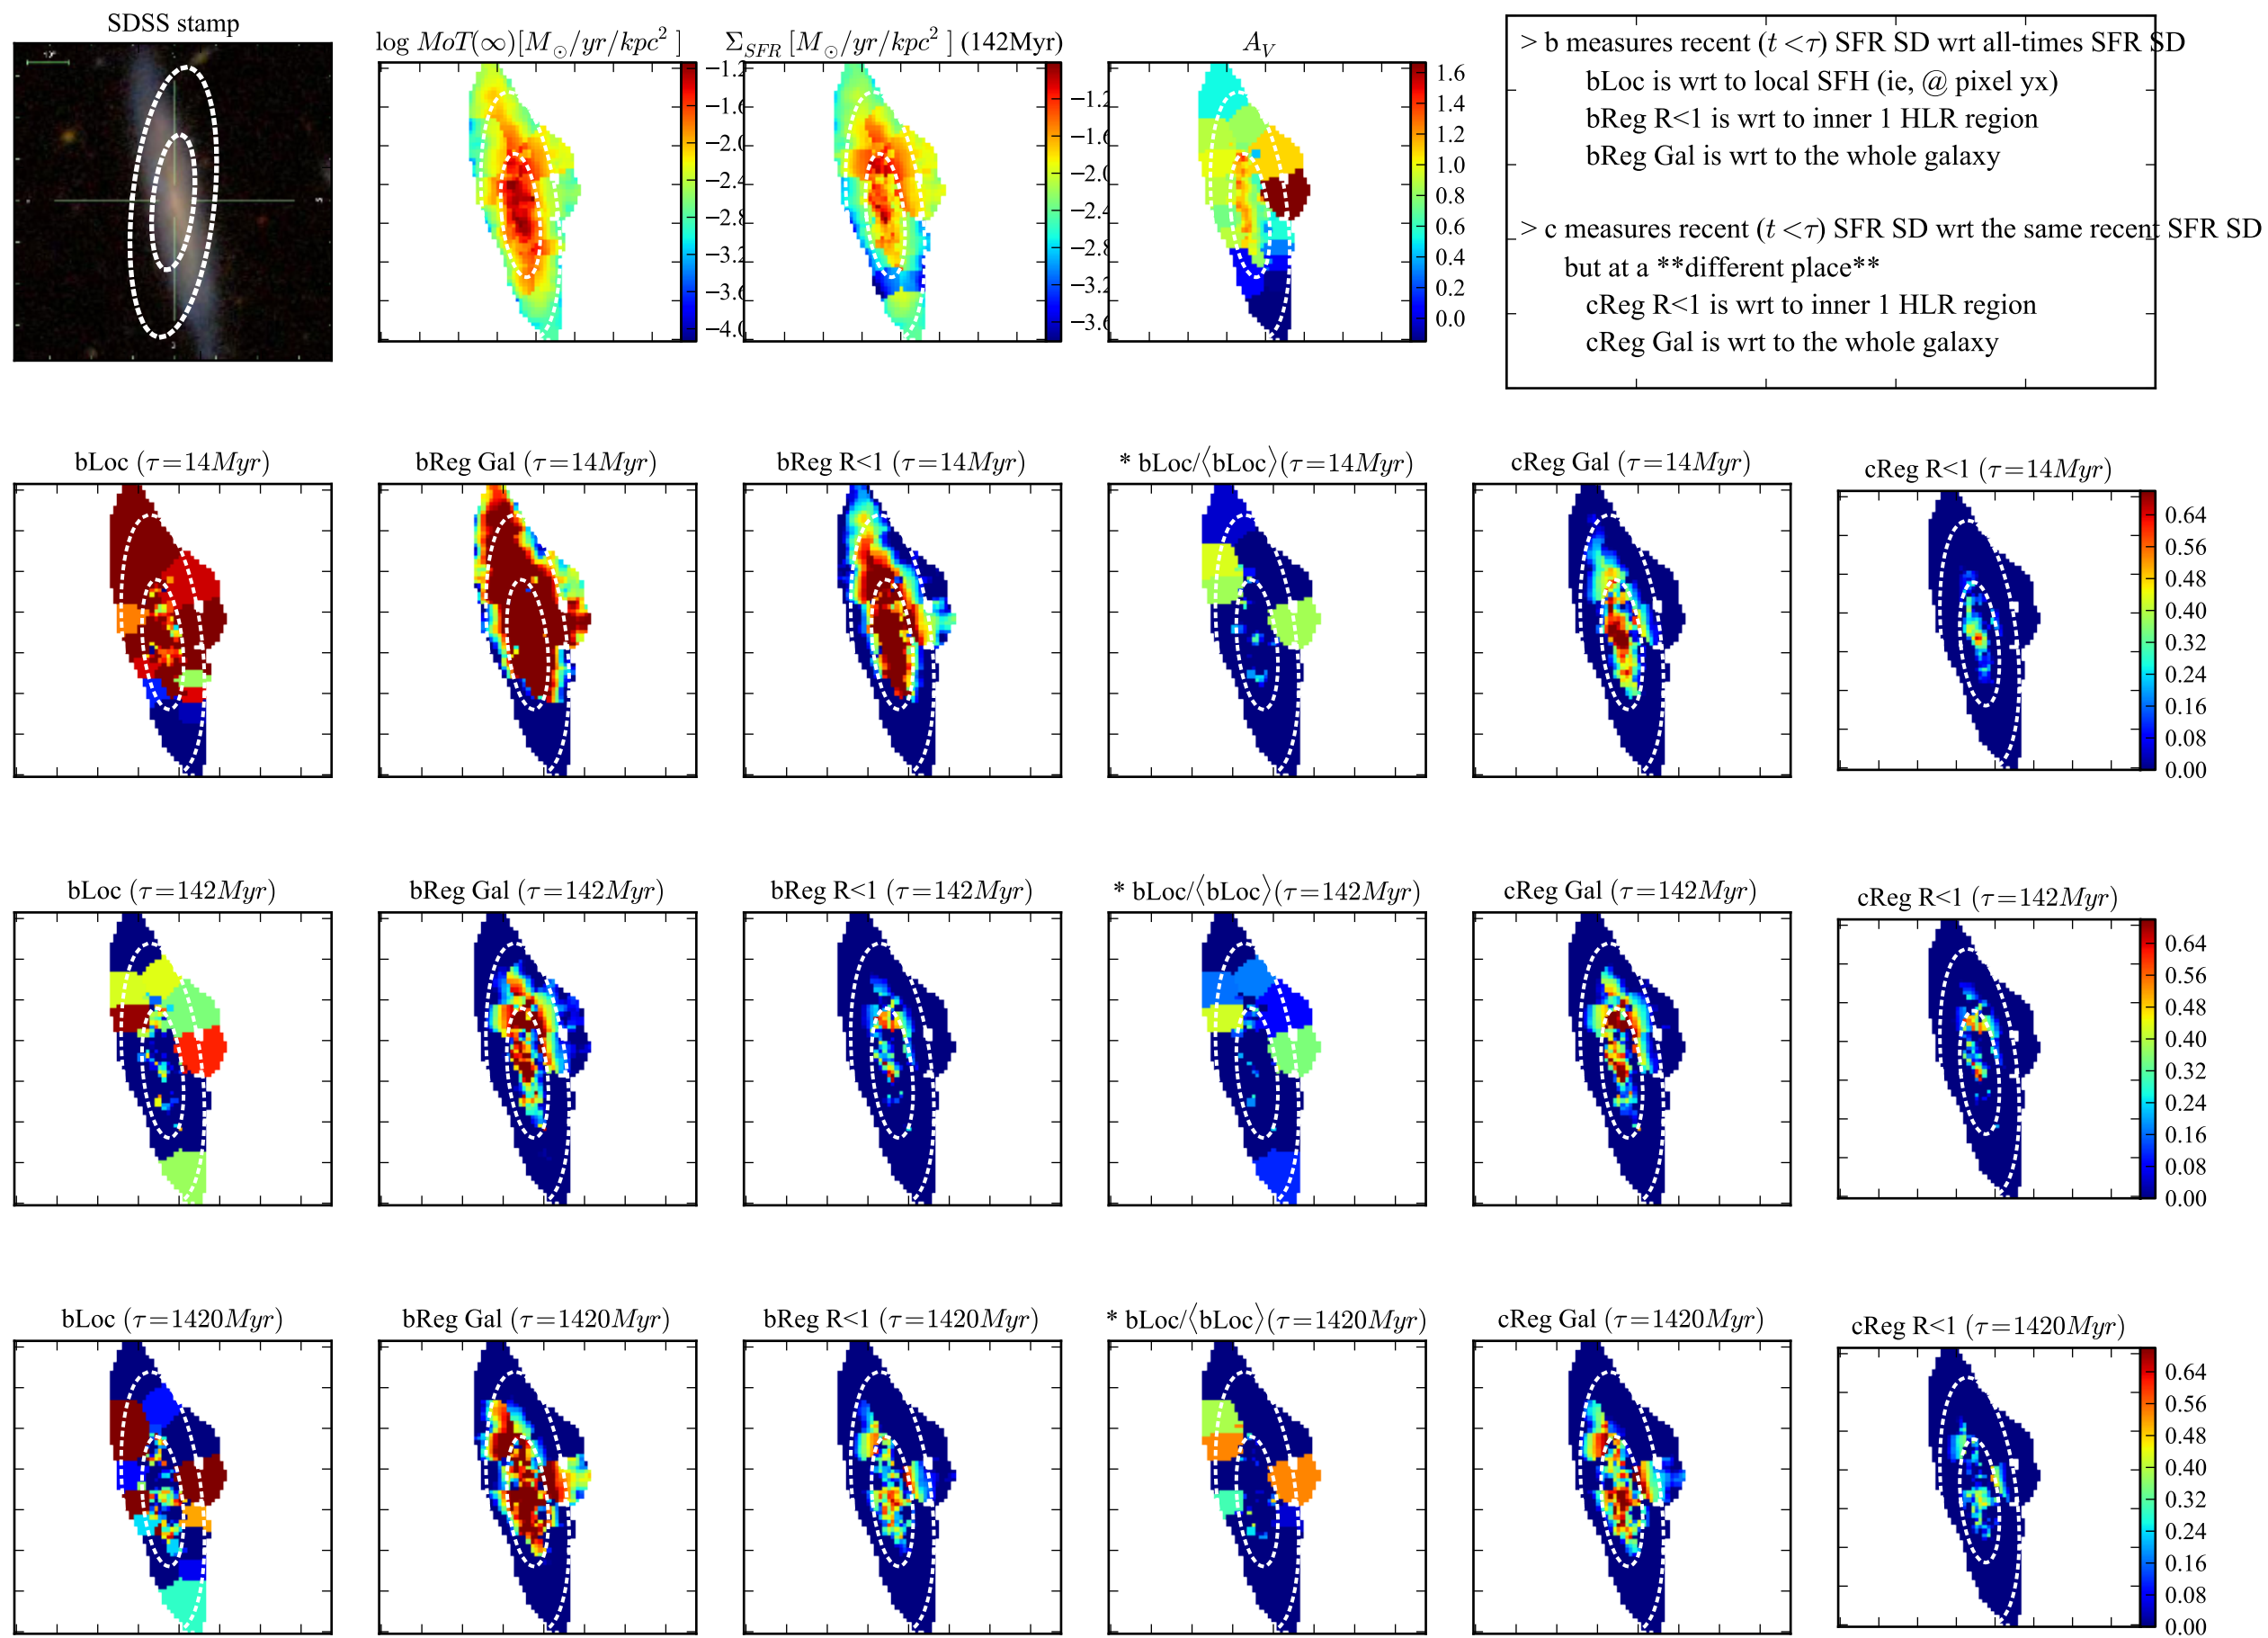 SDSS stamp
log MoT(∞)[M⊙/yr/kpc² ]
Σ_SFR [M⊙/yr/kpc² ] (142Myr)
A_V
−1.2
−1.6
−2.0
−2.4
−2.8
−3.2
−3.6
−4.0
−1.2
−1.6
−2.0
−2.4
−2.8
−3.2
−3.6
1.6
1.4
1.2
1.0
0.8
0.6
0.4
0.2
0.0
> b measures recent (t < τ) SFR SD wrt all-times SFR SD
bLoc is wrt to local SFH (ie, @ pixel yx)
bReg R<1 is wrt to inner 1 HLR region
bReg Gal is wrt to the whole galaxy
> c measures recent (t < τ) SFR SD wrt the same recent SFR SD
but at a **different place**
cReg R<1 is wrt to inner 1 HLR region
cReg Gal is wrt to the whole galaxy
bLoc (τ=14Myr)
bReg Gal (τ=14Myr)
bReg R<1 (τ=14Myr)
* bLoc/⟨bLoc⟩(τ=14Myr)
cReg Gal (τ=14Myr)
cReg R<1 (τ=14Myr)
0.64
0.56
0.48
0.40
0.32
0.24
0.16
0.08
0.00
bLoc (τ=142Myr)
bReg Gal (τ=142Myr)
bReg R<1 (τ=142Myr)
* bLoc/⟨bLoc⟩(τ=142Myr)
cReg Gal (τ=142Myr)
cReg R<1 (τ=142Myr)
0.64
0.56
0.48
0.40
0.32
0.24
0.16
0.08
0.00
bLoc (τ=1420Myr)
bReg Gal (τ=1420Myr)
bReg R<1 (τ=1420Myr)
* bLoc/⟨bLoc⟩(τ=1420Myr)
cReg Gal (τ=1420Myr)
cReg R<1 (τ=1420Myr)
0.64
0.56
0.48
0.40
0.32
0.24
0.16
0.08
0.00